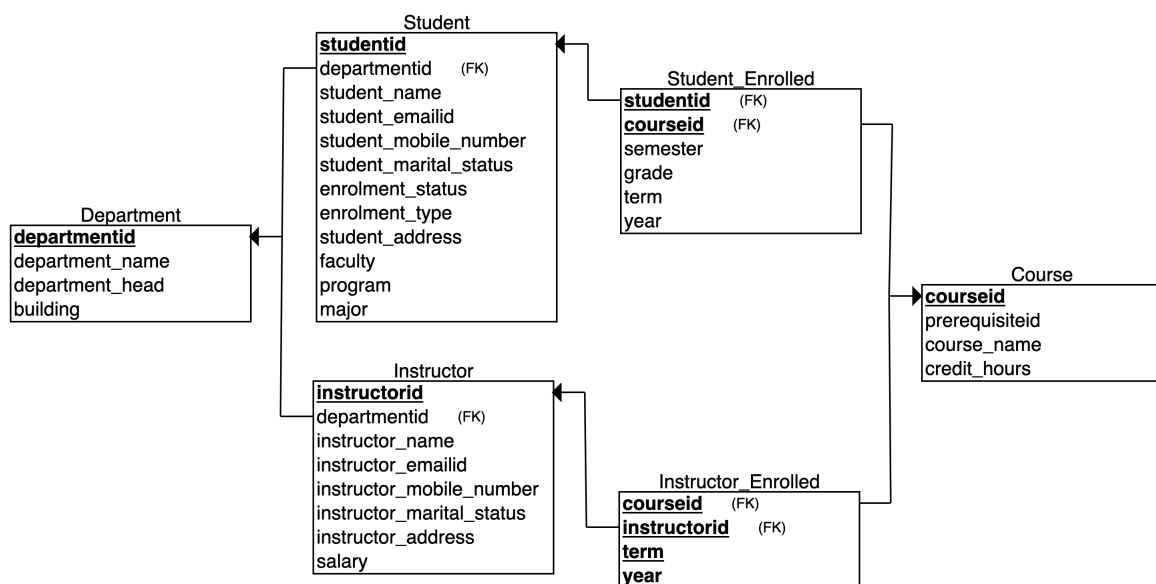 Student
studentid
departmentid (FK)
student_name
student_emailid
student_mobile_number
student_marital_status
enrolment_status
enrolment_type
student_address
faculty
program
major
Student_Enrolled
studentid (FK)
courseid (FK)
semester
grade
term
year
Department
departmentid
department_name
department_head
building
Course
courseid
prerequisiteid
course_name
credit_hours
Instructor
instructorid
departmentid (FK)
instructor_name
instructor_emailid
instructor_mobile_number
instructor_marital_status
instructor_address
salary
Instructor_Enrolled
courseid (FK)
instructorid (FK)
term
year